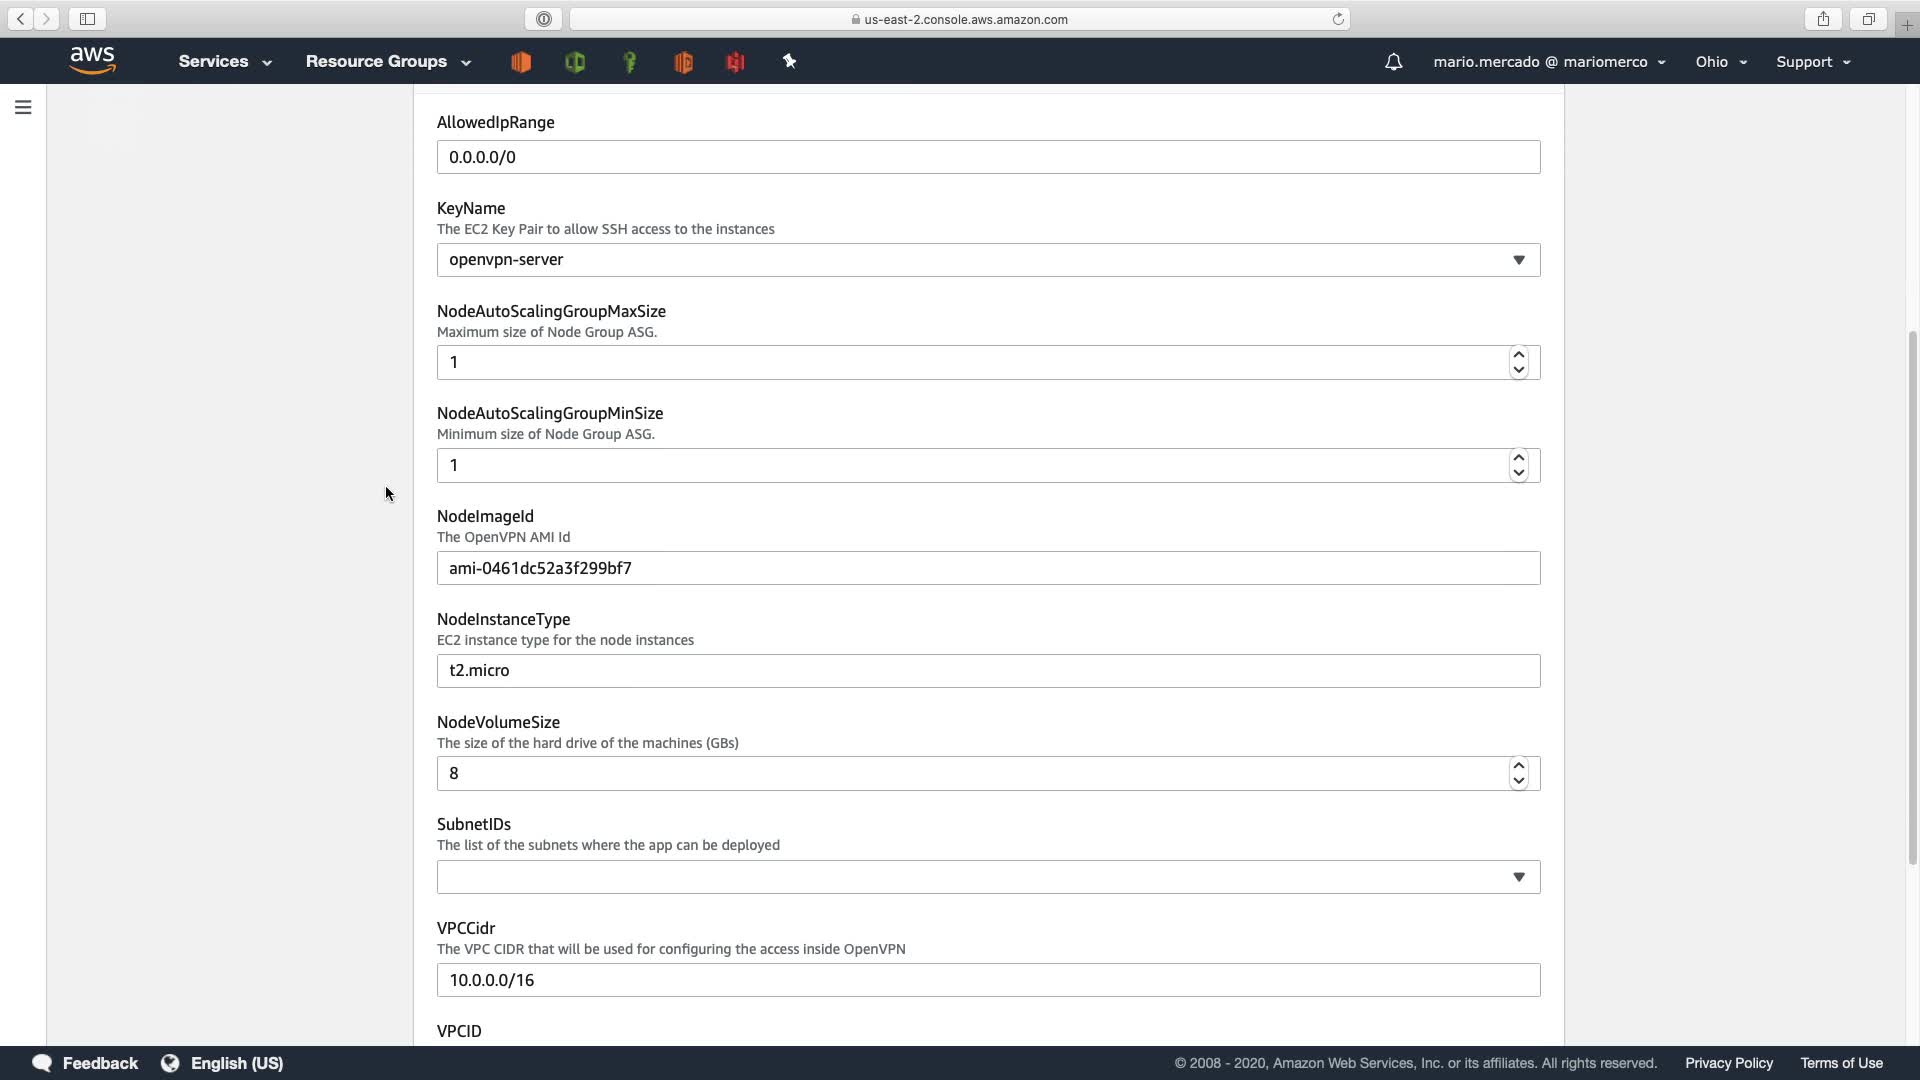 us-east-2.console.aws.amazon.com
aws
Services
Resource Groups
mario.mercado @ mariomerco
Ohio
Support
AllowedIpRange
0.0.0.0/0
KeyName
The EC2 Key Pair to allow SSH access to the instances
openvpn-server
NodeAutoScalingGroupMaxSize
Maximum size of Node Group ASG.
1
NodeAutoScalingGroupMinSize
Minimum size of Node Group ASG.
1
NodeImageId
The OpenVPN AMI Id
ami-0461dc52a3f299bf7
NodeInstanceType
EC2 instance type for the node instances
t2.micro
NodeVolumeSize
The size of the hard drive of the machines (GBs)
8
SubnetIDs
The list of the subnets where the app can be deployed
VPCCidr
The VPC CIDR that will be used for configuring the access inside OpenVPN
10.0.0.0/16
VPCID
Feedback
English (US)
© 2008 - 2020, Amazon Web Services, Inc. or its affiliates. All rights reserved.
Privacy Policy
Terms of Use